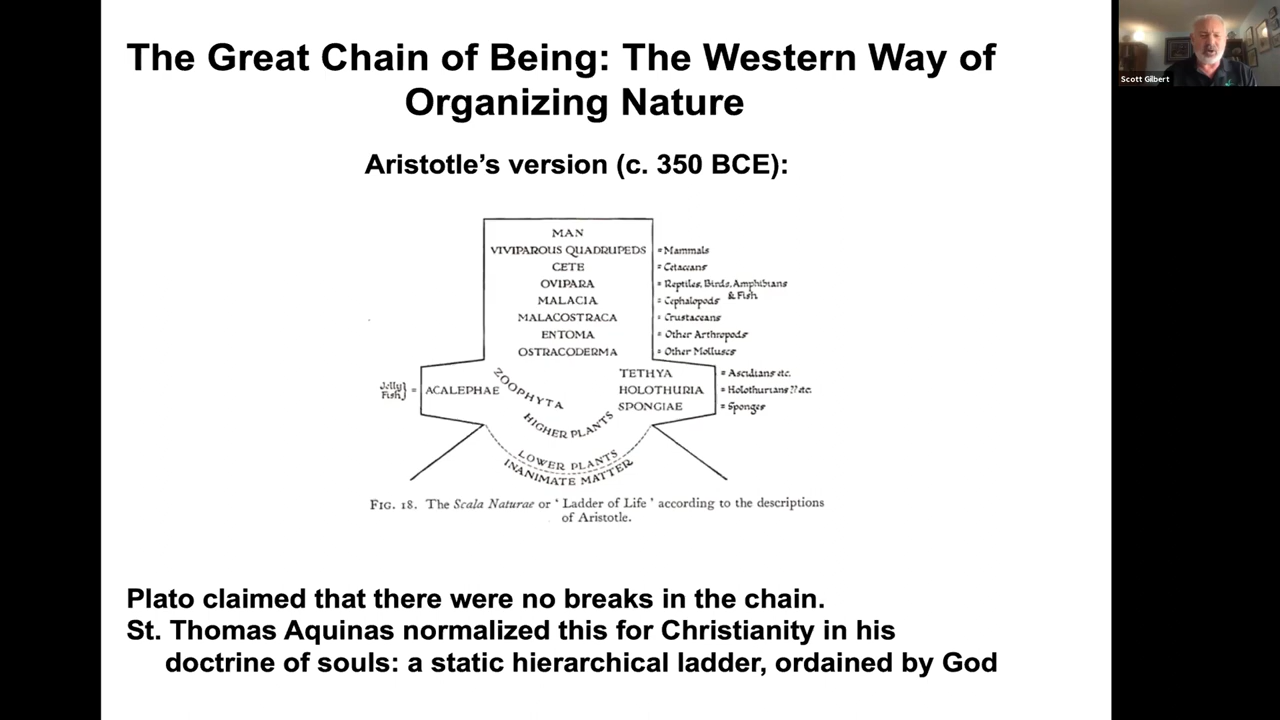 The Great Chain of Being: The Western Way of
Organizing Nature
Scott Gilbert
Aristotle’s version (c. 350 BCE):
MAN
VIVIPAROUS QUADRUPEDS = Mammals
CETE = Cetaceans
OVIPARA = Reptiles, Birds, Amphibians
& Fish
MALACIA = Cephalopods
MALACOSTRACA = Crustaceans
ENTOMA = Other Arthropods
OSTRACODERMA = Other Molluscs
TETHYA = Ascidians etc.
Jelly
Fish } = ACALEPHAE
ZOOPHYTA
HOLOTHURIA = Holothurians ?? etc.
SPONGIAE = Sponges
HIGHER PLANTS
LOWER PLANTS
INANIMATE MATTER
FIG. 18. The Scala Naturae or ‘Ladder of Life’ according to the descriptions
of Aristotle.
Plato claimed that there were no breaks in the chain.
St. Thomas Aquinas normalized this for Christianity in his
doctrine of souls: a static hierarchical ladder, ordained by God